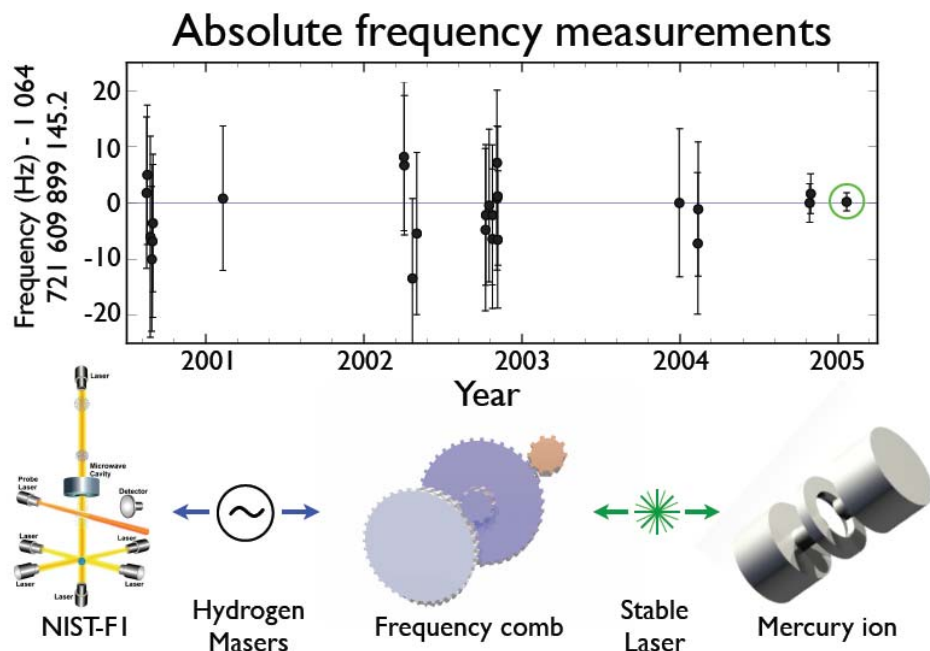 Absolute frequency measurements
Frequency (Hz) - 1 064
721 609 899 145.2
20
10
0
-10
-20
2001
2002
2003
2004
2005
Year
Laser
Microwave
Cavity
Probe
Laser
Detector
Laser
Laser
Laser
Laser
Laser
NIST-F1
Hydrogen
Masers
Frequency comb
Stable
Laser
Mercury ion